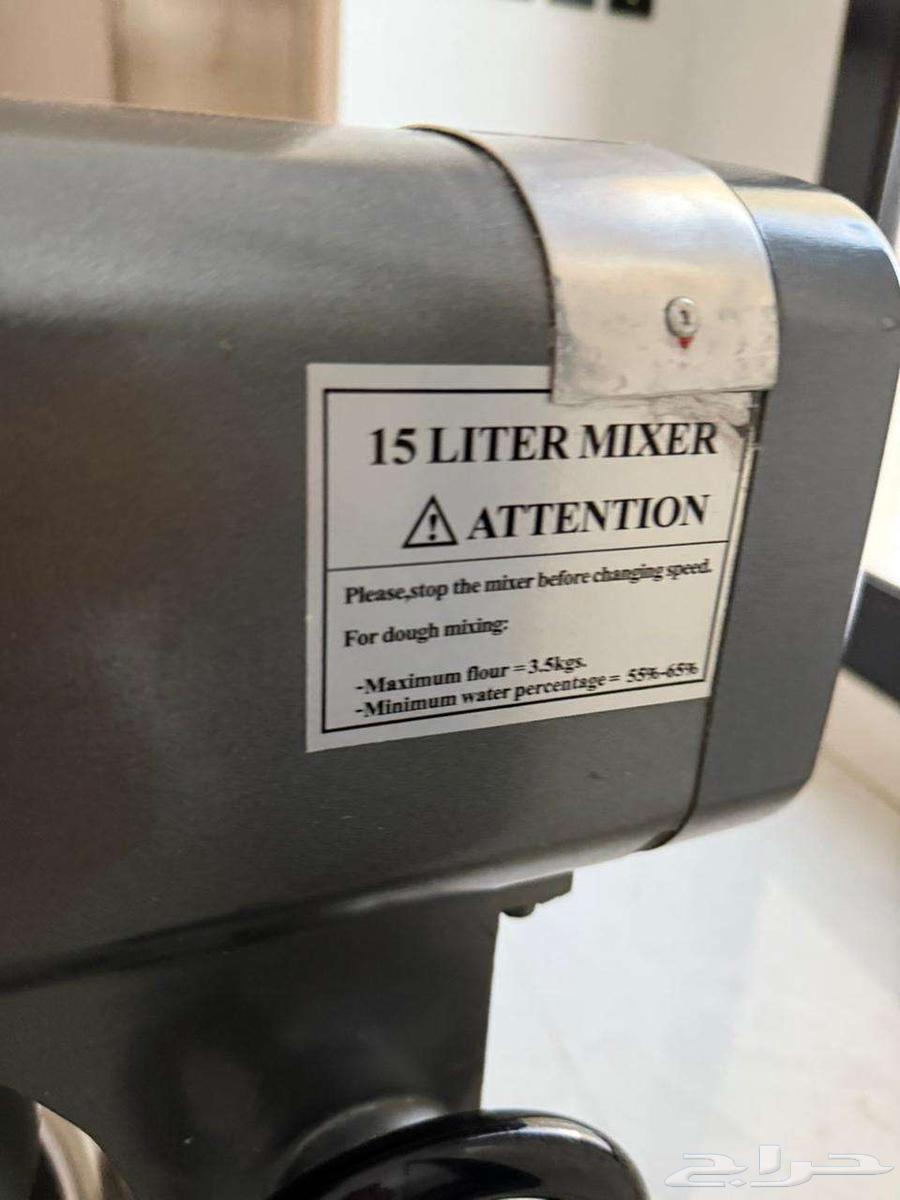 15 LITER MIXER
ATTENTION
Please,stop the mixer before changing speed.
For dough mixing:
-Maximum flour = 3.5kgs.
-Minimum water percentage = 55%-65%
حراج